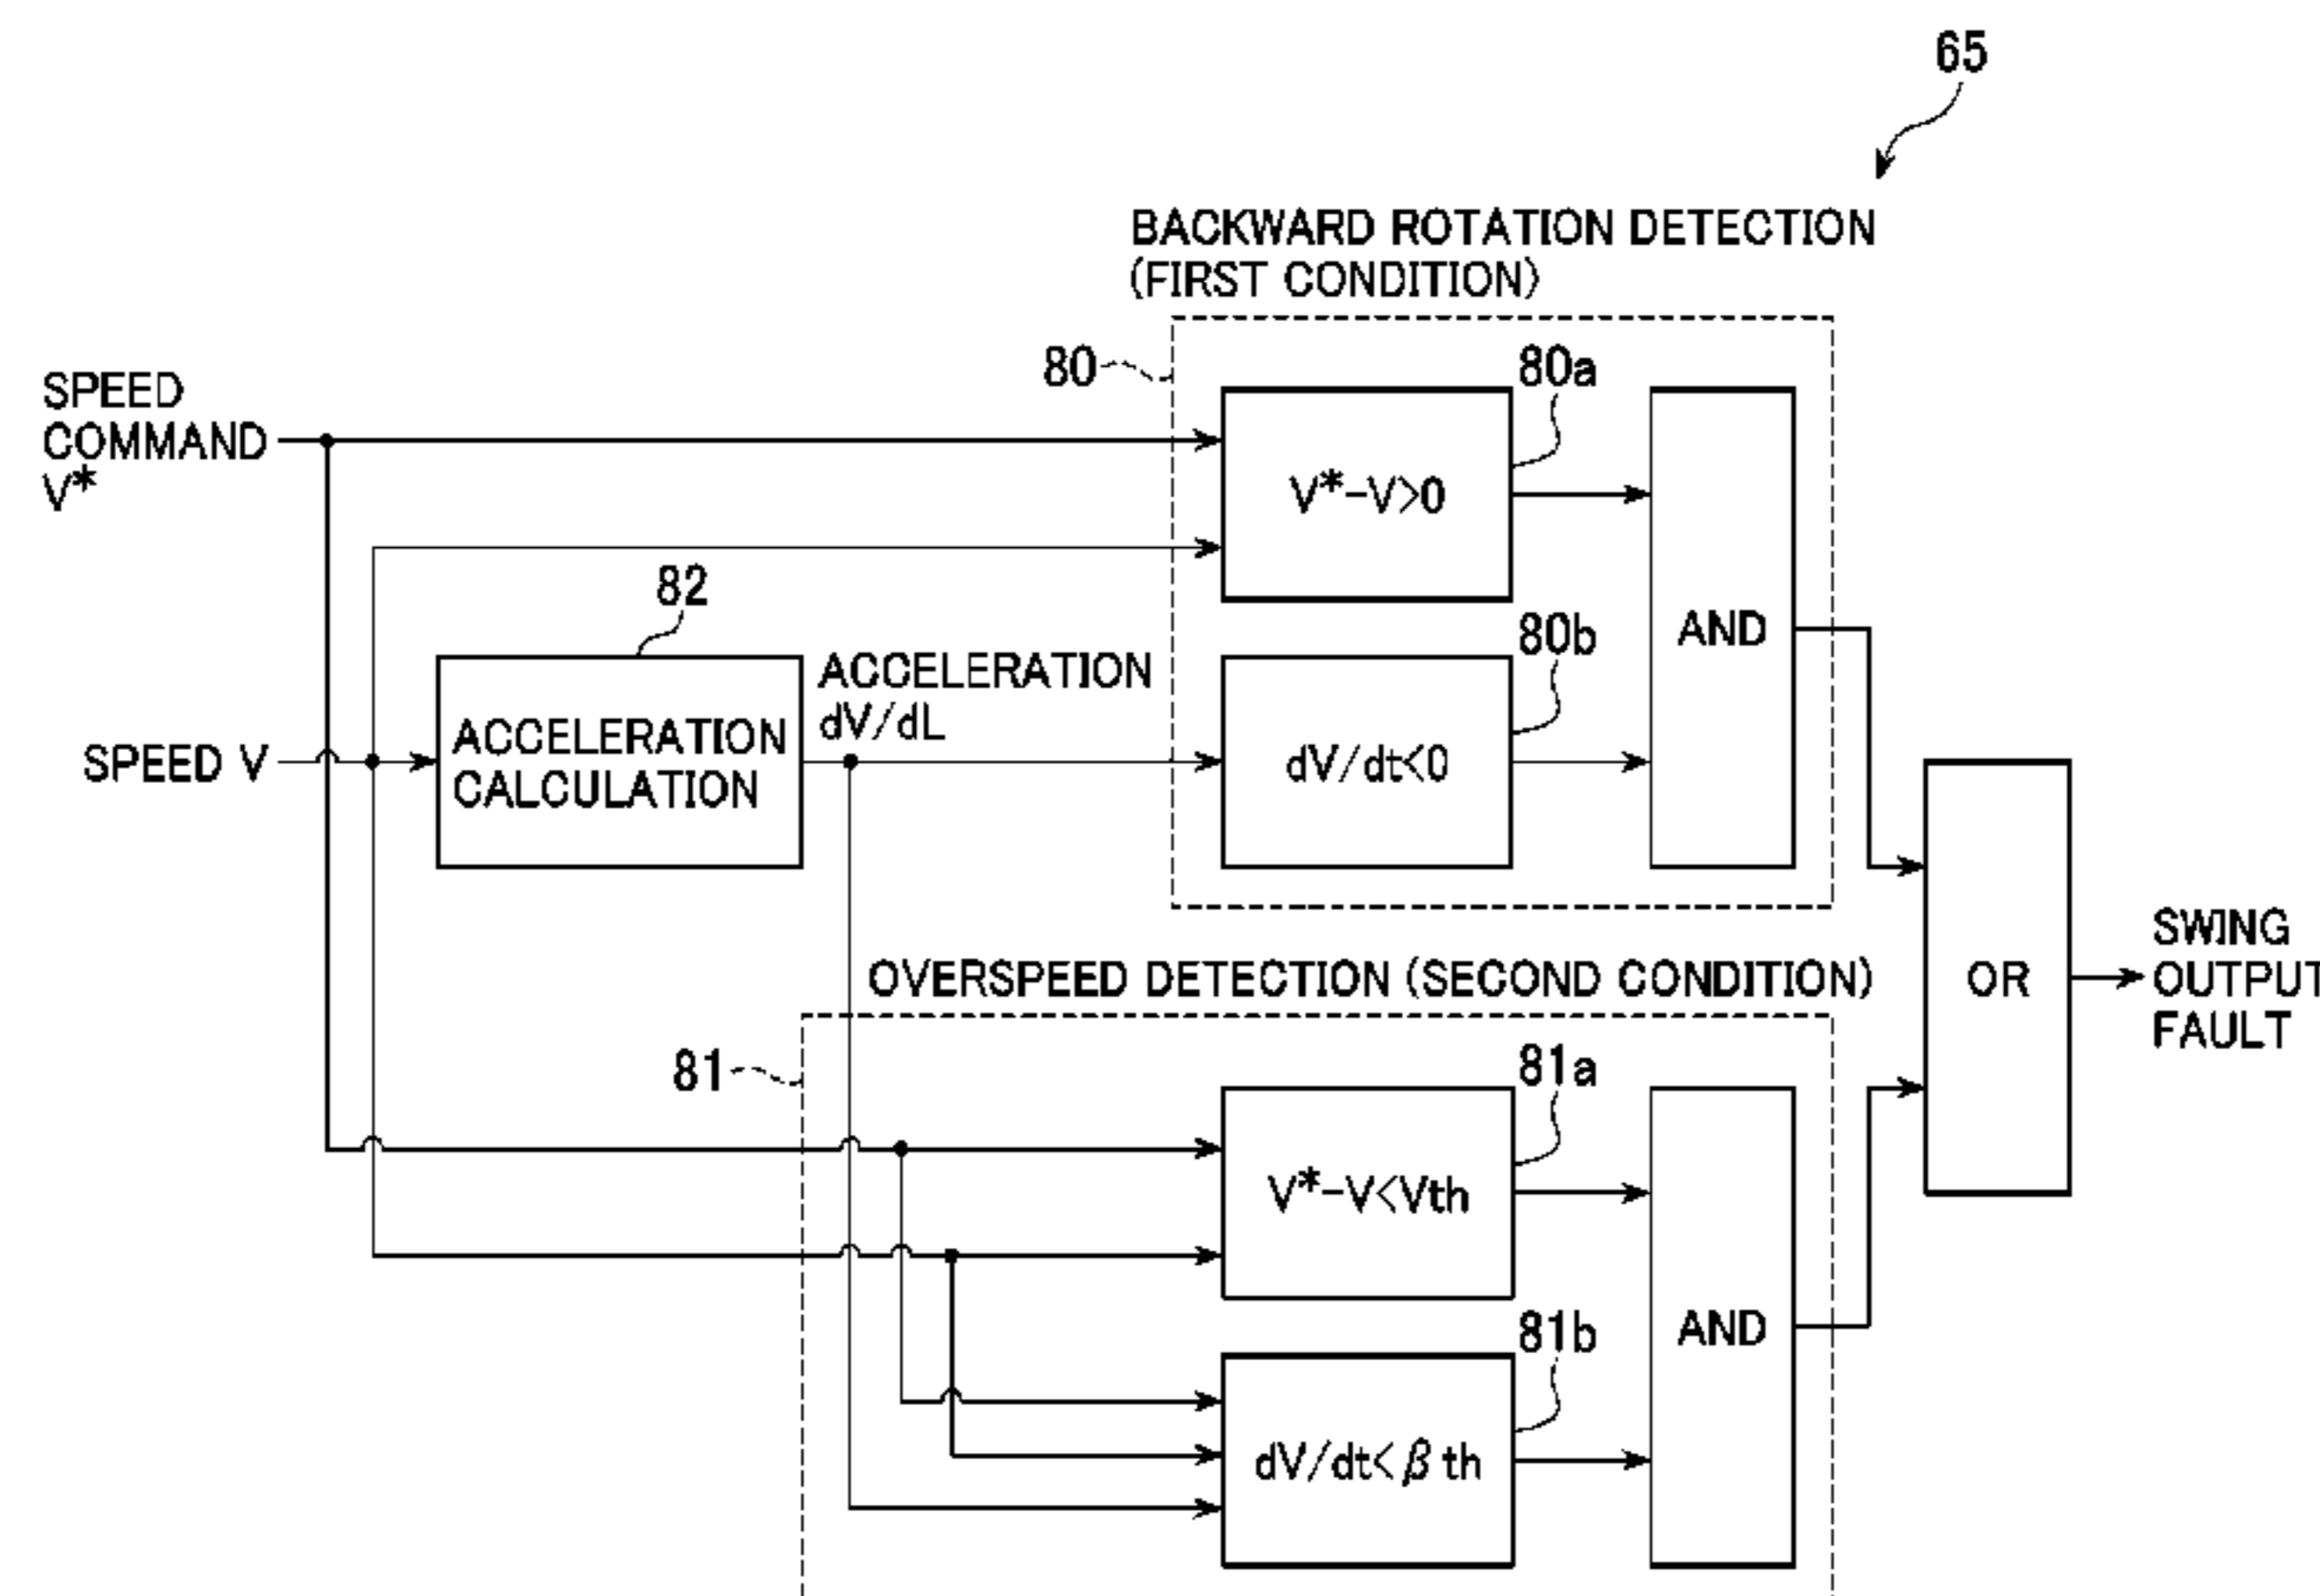 65
BACKWARD ROTATION DETECTION
(FIRST CONDITION)
80
80a
SPEED
COMMAND
V*
V*-V>0
82
80b
AND
ACCELERATION
dV/dL
SPEED V
ACCELERATION
CALCULATION
dV/dt<0
OVERSPEED DETECTION (SECOND CONDITION)
OR
SWING
OUTPUT
FAULT
81
81a
V*-V<Vth
81b
AND
dV/dt<βth